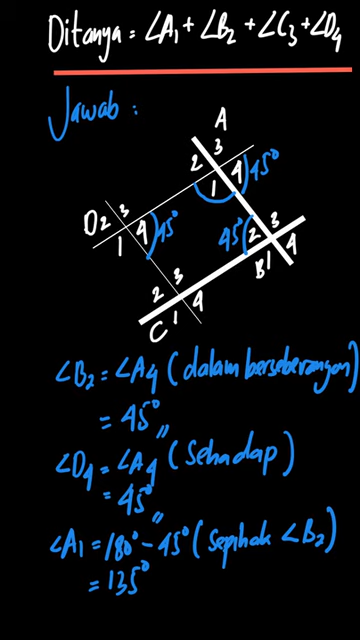 Ditanya = ∠A₁ + ∠B₂ + ∠C₃ + ∠D₄
Jawab :
A
2 3
1 4 45°
D 2 3
1 4 45°
45° 2 3
B 1 4
2 3
C 1 4
∠B₂ = ∠A₄ (dalam berseberangan)
= 45°,,
∠D₄ = ∠A₄ (Sehadap)
= 45°,,
∠A₁ = 180° - 45° (Sepihak ∠B₂)
= 135°